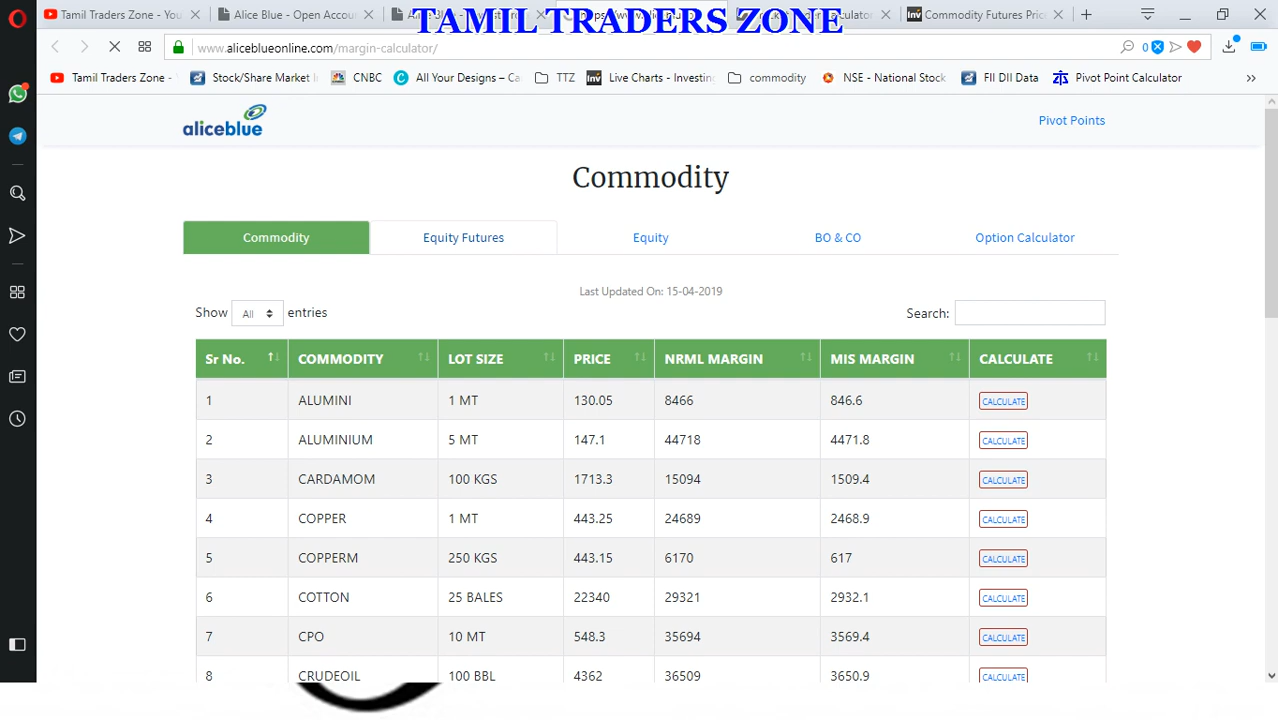 TAMIL TRADERS ZONE
Tamil Traders Zone - You
Alice Blue - Open Accou
Commodity Futures Pric
www.aliceblueonline.com/margin-calculator/
0
Tamil Traders Zone -
Stock/Share Market I
CNBC
All Your Designs – Ca
TTZ
Live Charts - Investing
commodity
NSE - National Stock
FII DII Data
Pivot Point Calculator
aliceblue
Pivot Points
Commodity
Commodity
Equity Futures
Equity
BO & CO
Option Calculator
Last Updated On: 15-04-2019
Show All entries
Search:
Sr No. COMMODITY LOT SIZE PRICE NRML MARGIN MIS MARGIN CALCULATE
1 ALUMINI 1 MT 130.05 8466 846.6 CALCULATE
2 ALUMINIUM 5 MT 147.1 44718 4471.8 CALCULATE
3 CARDAMOM 100 KGS 1713.3 15094 1509.4 CALCULATE
4 COPPER 1 MT 443.25 24689 2468.9 CALCULATE
5 COPPERM 250 KGS 443.15 6170 617 CALCULATE
6 COTTON 25 BALES 22340 29321 2932.1 CALCULATE
7 CPO 10 MT 548.3 35694 3569.4 CALCULATE
8 CRUDEOIL 100 BBL 4362 36509 3650.9 CALCULATE